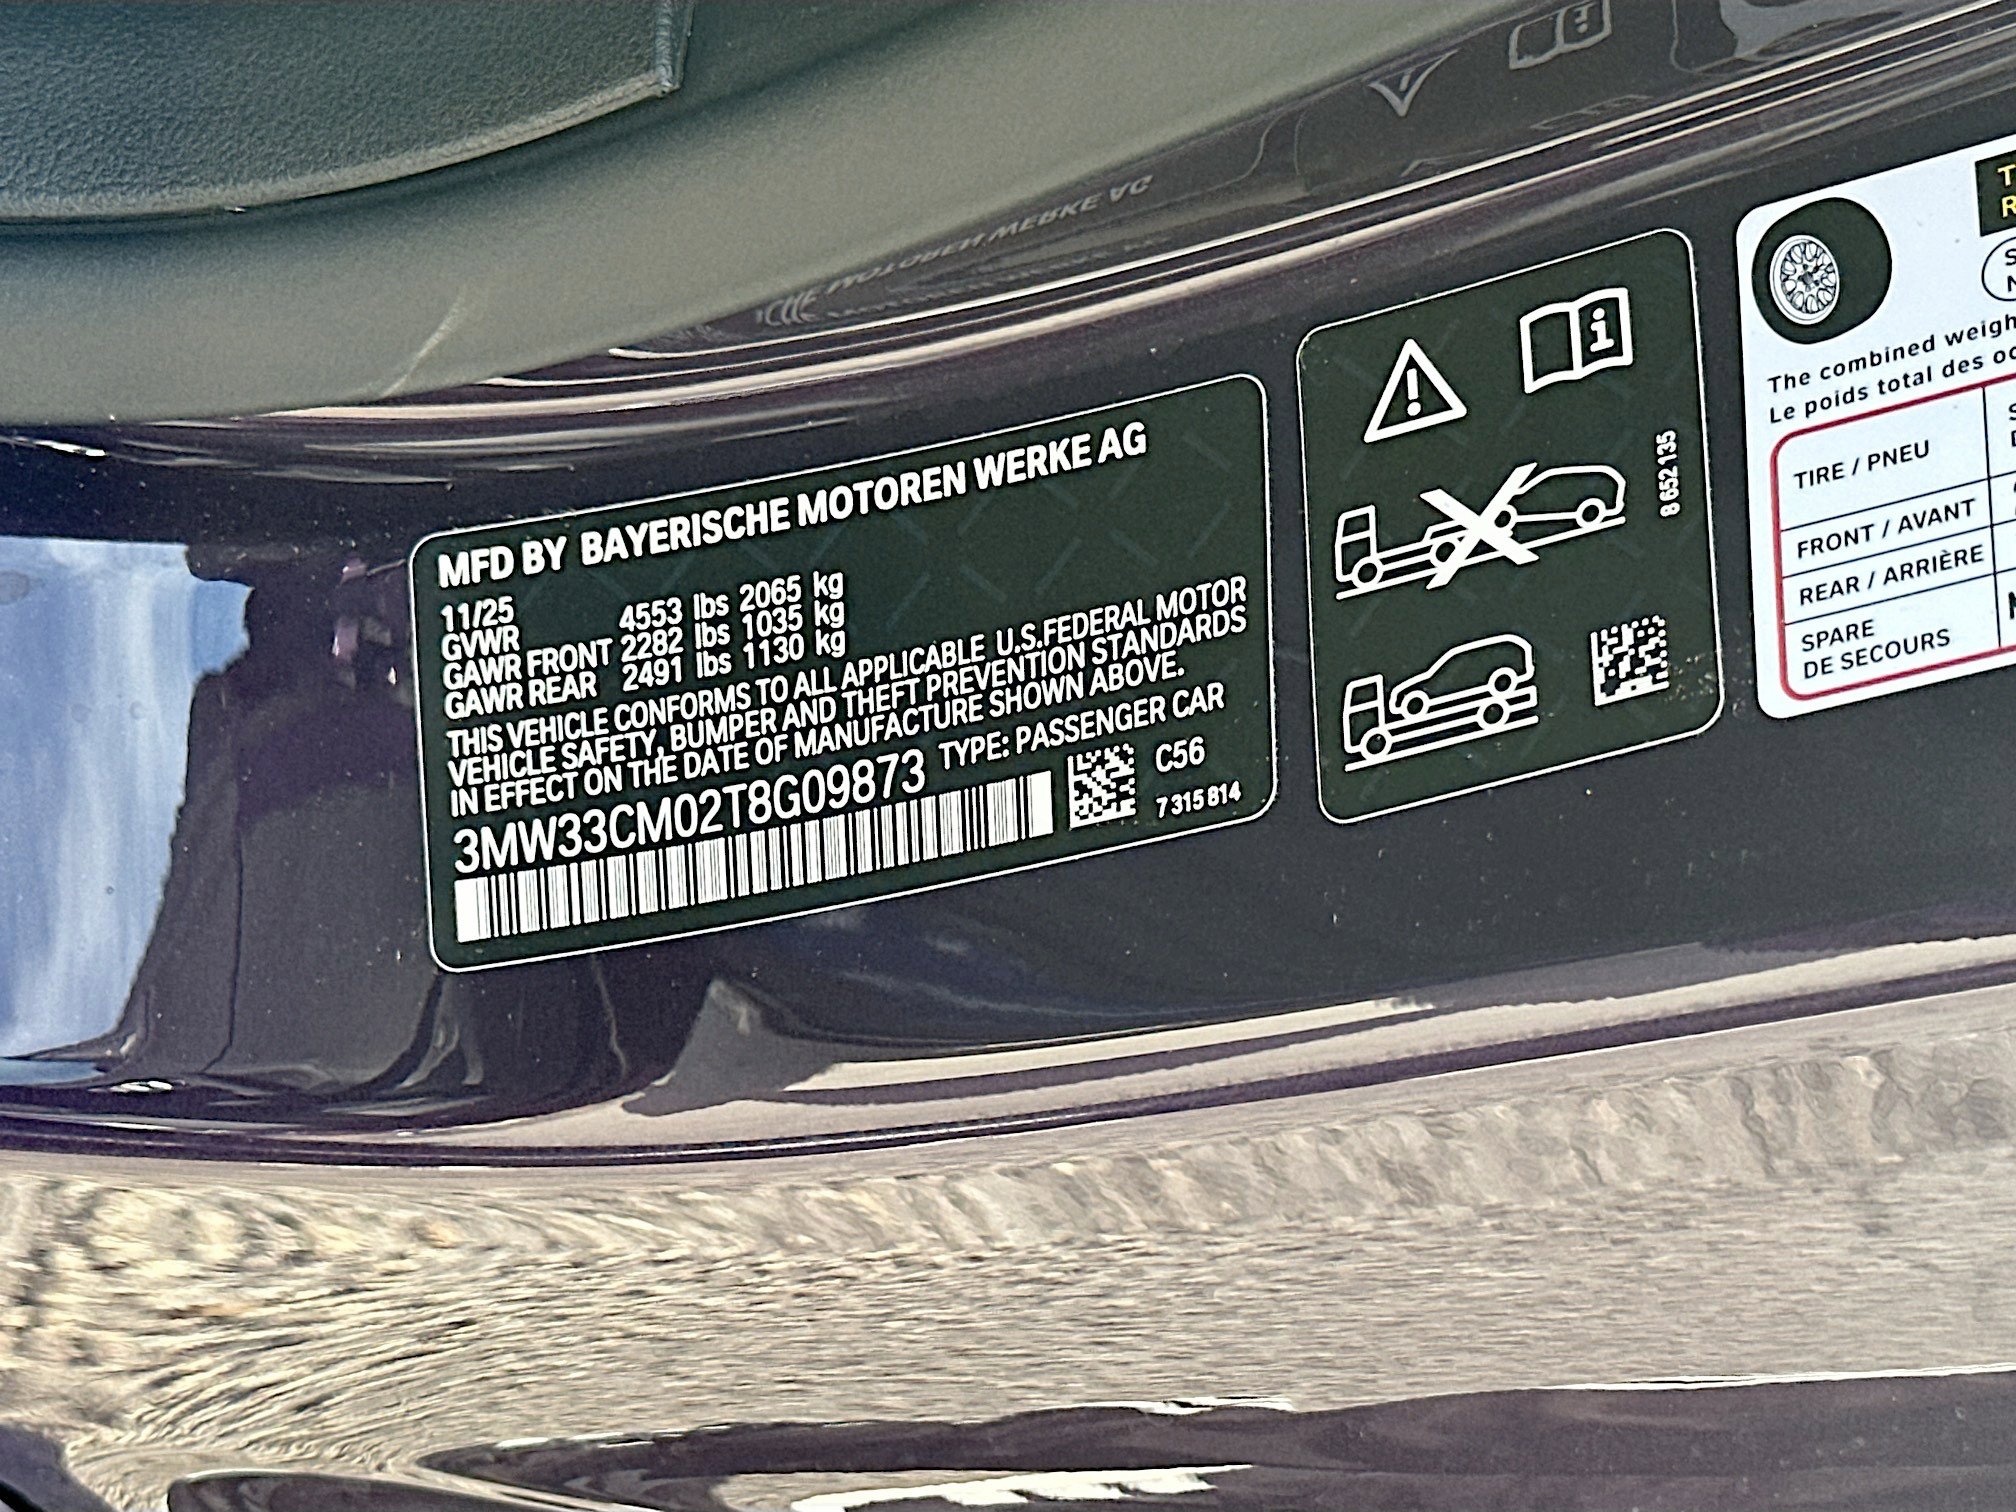 MFD BY BAYERISCHE MOTOREN WERKE AG
11/25
GVWR 4553 lbs 2065 kg
GAWR FRONT 2282 lbs 1035 kg
GAWR REAR 2491 lbs 1130 kg
THIS VEHICLE CONFORMS TO ALL APPLICABLE U.S.FEDERAL MOTOR
VEHICLE SAFETY, BUMPER AND THEFT PREVENTION STANDARDS
IN EFFECT ON THE DATE OF MANUFACTURE SHOWN ABOVE.
3MW33CM02T8G09873 TYPE: PASSENGER CAR
C56
7 315 814
8 652 135
The combined
Le poids total des
TIRE / PNEU
FRONT / AVANT
REAR / ARRIÈRE
SPARE
DE SECOURS